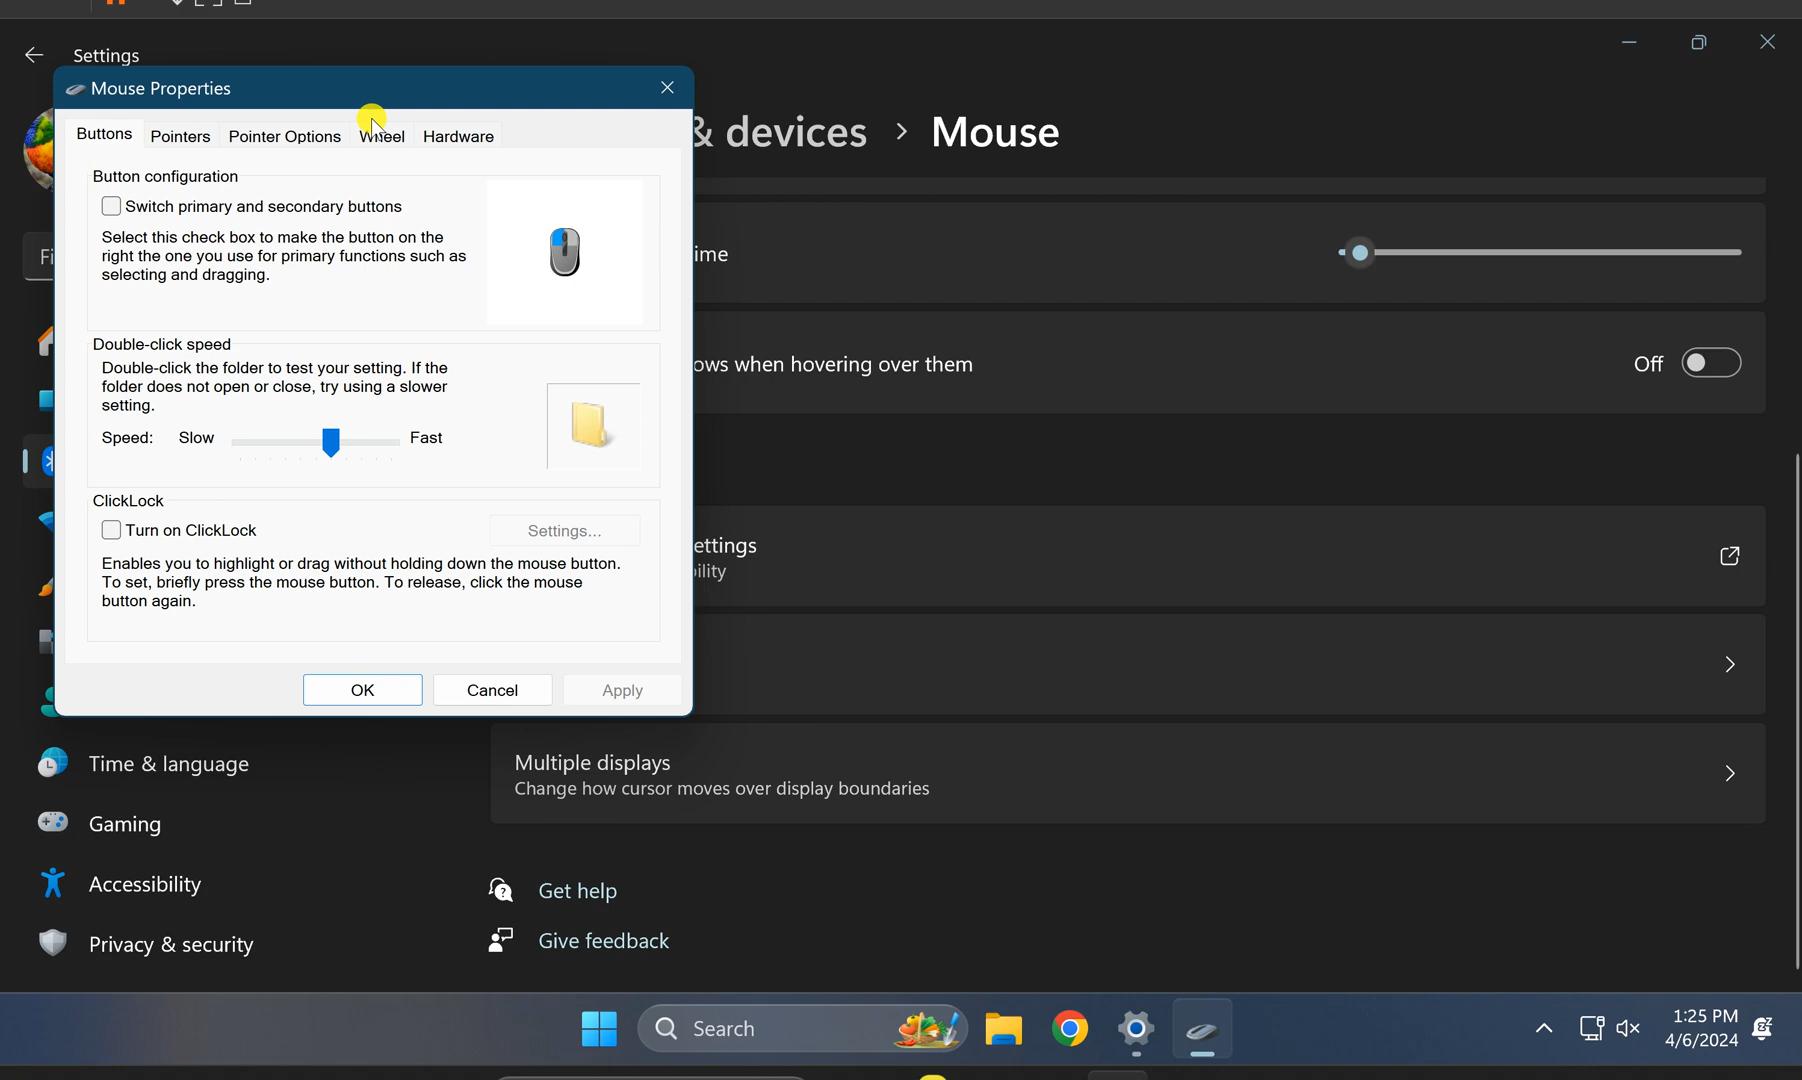 Settings
Mouse Properties
Buttons
Pointers
Pointer Options
Wheel
Hardware
& devices > Mouse
Button configuration
Switch primary and secondary buttons
Select this check box to make the button on the
right the one you use for primary functions such as
selecting and dragging.
Double-click speed
Double-click the folder to test your setting. If the
folder does not open or close, try using a slower
setting.
Speed: Slow Fast
ClickLock
Turn on ClickLock
Settings...
Enables you to highlight or drag without holding down the mouse button.
To set, briefly press the mouse button. To release, click the mouse
button again.
OK
Cancel
Apply
Fi
ime
ows when hovering over them
Off
ettings
ility
Multiple displays
Change how cursor moves over display boundaries
Time & language
Gaming
Accessibility
Privacy & security
Get help
Give feedback
Search
1:25 PM
4/6/2024